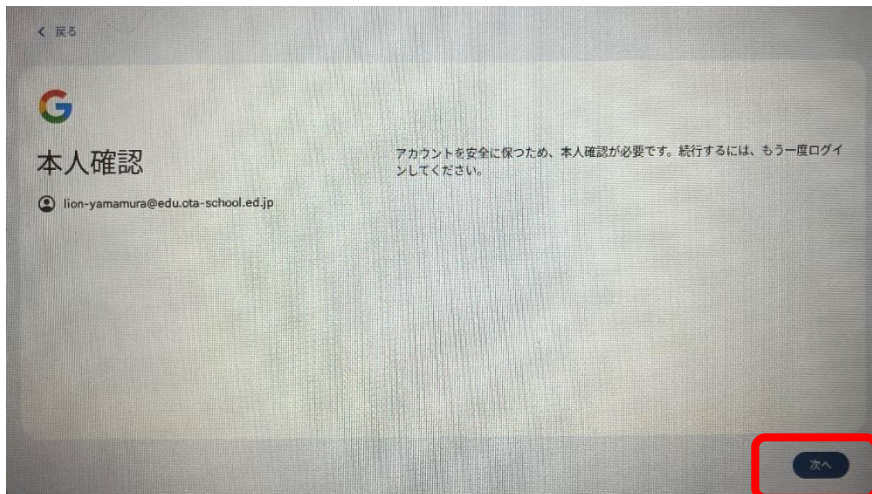 戻る
本人確認
lion-yamamura@edu.ota-school.ed.jp
アカウントを安全に保つため、本人確認が必要です。続行するには、もう一度ログイ
ンしてください。
次へ